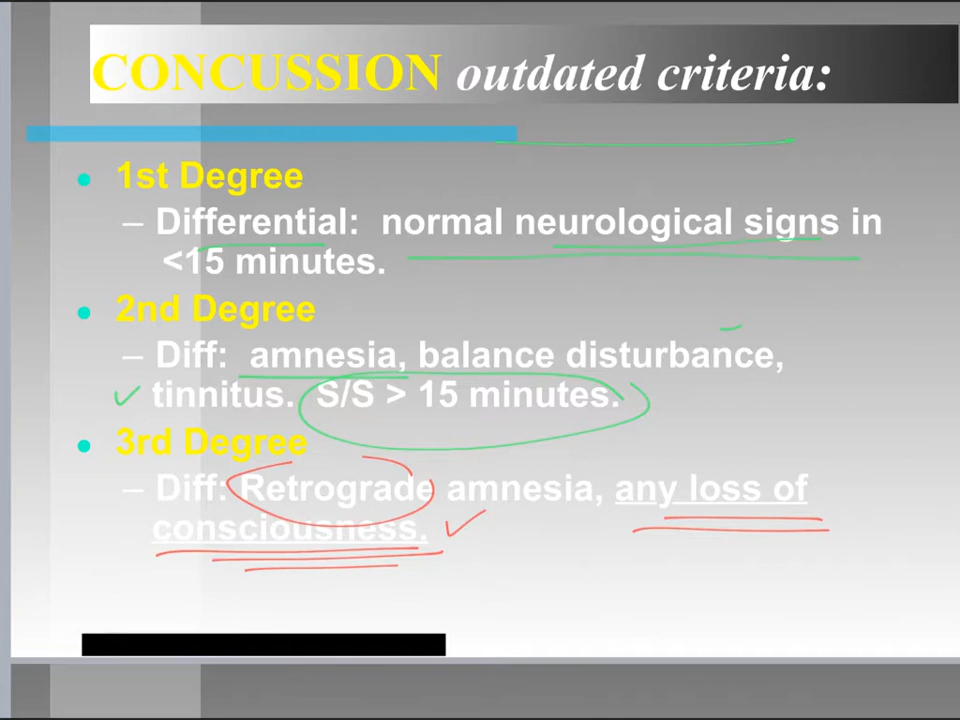 CONCUSSION outdated criteria:
● 1st Degree
– Differential: normal neurological signs in
<15 minutes.
● 2nd Degree
– Diff: amnesia, balance disturbance,
tinnitus. S/S > 15 minutes.
● 3rd Degree
– Diff: Retrograde amnesia, any loss of
consciousness.